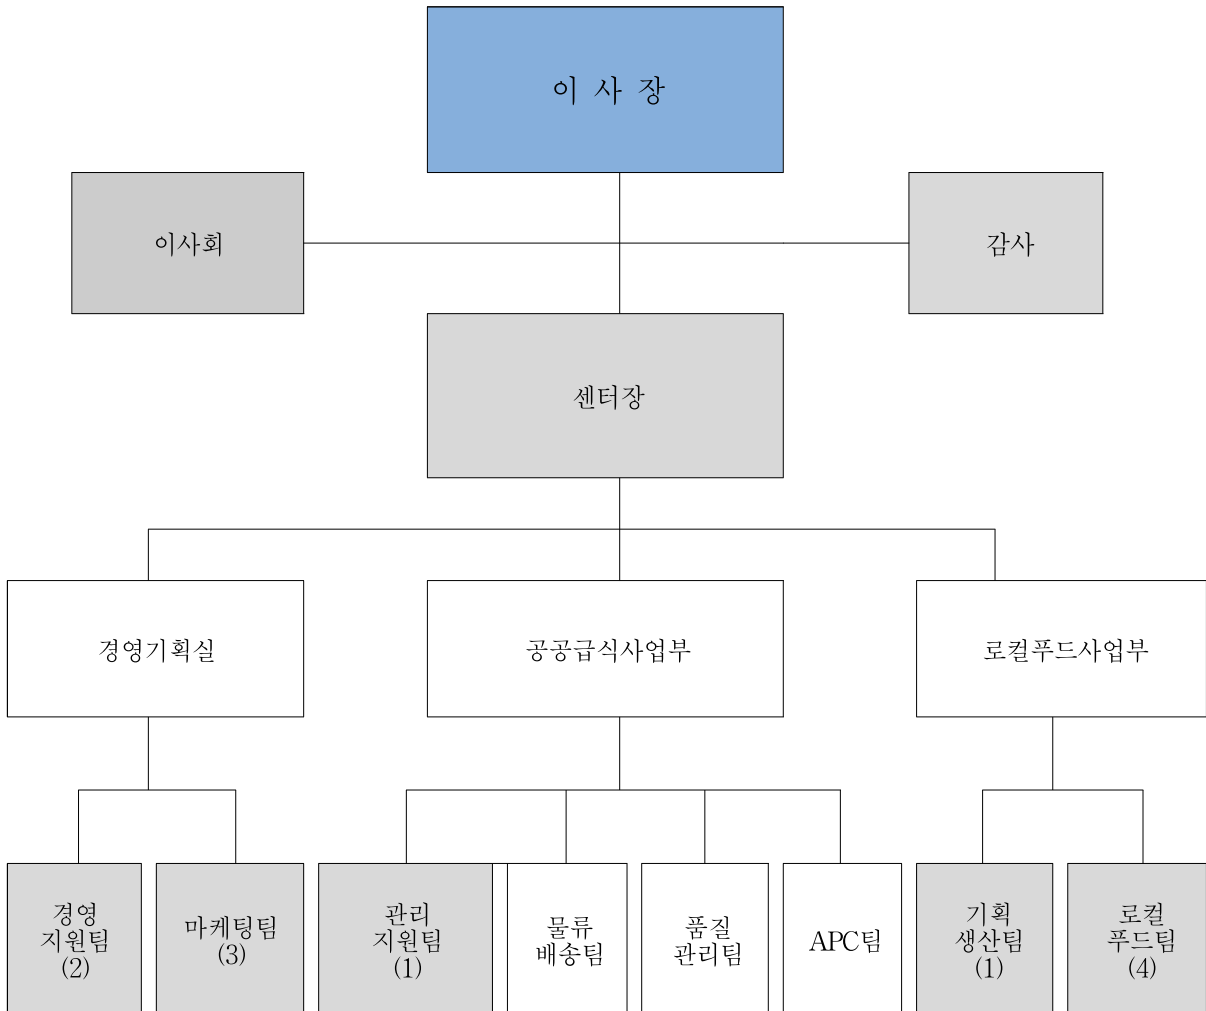 이 사 장
이사회
감사
센터장
경영기획실
공공급식사업부
로컬푸드사업부
경영
지원팀
(2)
마케팅팀
(3)
관리
지원팀
(1)
물류
배송팀
품질
관리팀
APC팀
기획
생산팀
(1)
로컬
푸드팀
(4)